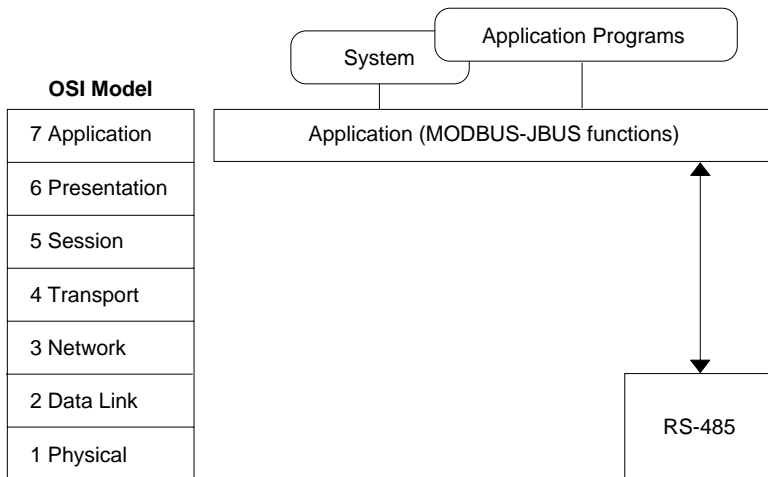 Application Programs
System
OSI Model
7 Application
Application (MODBUS-JBUS functions)
6 Presentation
5 Session
4 Transport
3 Network
2 Data Link
RS-485
1 Physical